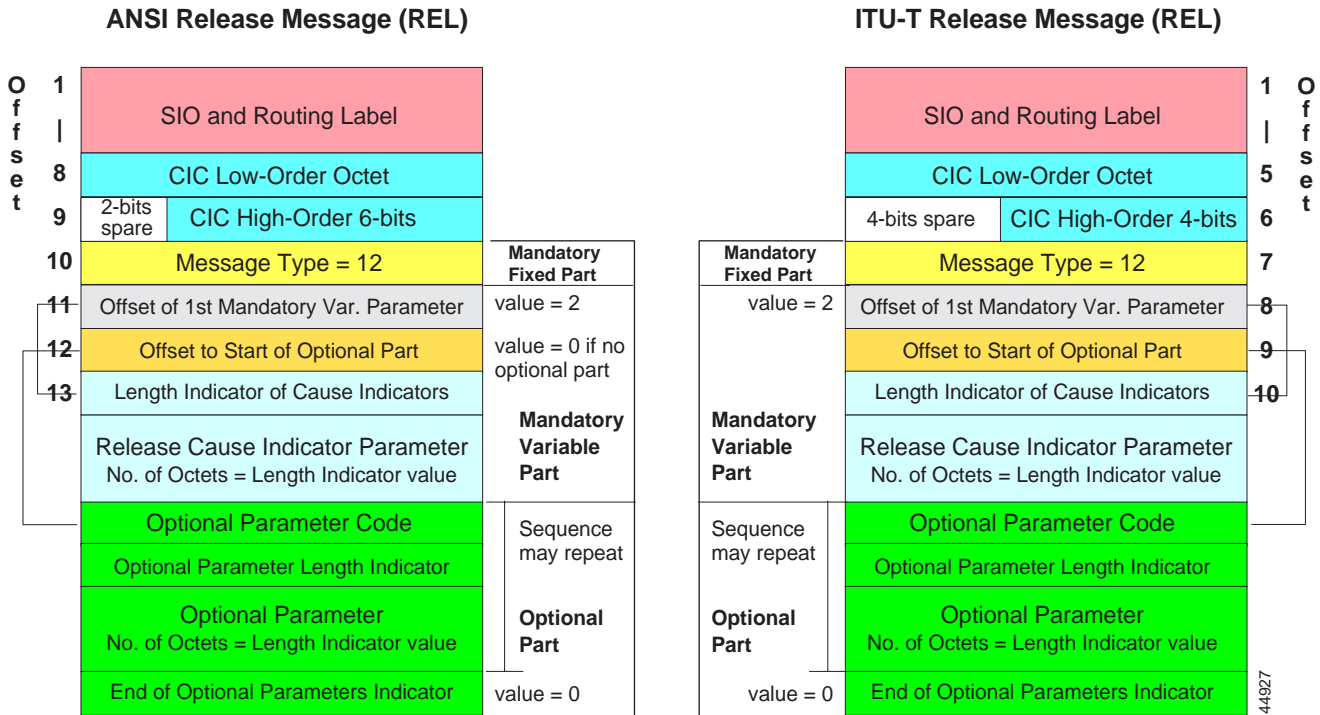 ANSI Release Message (REL)
Offset
1
|
SIO and Routing Label
8
CIC Low-Order Octet
9
2-bits
spare
CIC High-Order 6-bits
10
Message Type = 12
Mandatory
Fixed Part
11
Offset of 1st Mandatory Var. Parameter
value = 2
12
Offset to Start of Optional Part
value = 0 if no
optional part
13
Length Indicator of Cause Indicators
Release Cause Indicator Parameter
No. of Octets = Length Indicator value
Mandatory
Variable
Part
Optional Parameter Code
Sequence
may repeat
Optional Parameter Length Indicator
Optional Parameter
No. of Octets = Length Indicator value
Optional
Part
End of Optional Parameters Indicator
value = 0
ITU-T Release Message (REL)
SIO and Routing Label
1
|
Offset
CIC Low-Order Octet
5
4-bits spare
CIC High-Order 4-bits
6
Mandatory
Fixed Part
Message Type = 12
7
value = 2
Offset of 1st Mandatory Var. Parameter
8
Offset to Start of Optional Part
9
Length Indicator of Cause Indicators
10
Mandatory
Variable
Part
Release Cause Indicator Parameter
No. of Octets = Length Indicator value
Sequence
may repeat
Optional Parameter Code
Optional Parameter Length Indicator
Optional
Part
Optional Parameter
No. of Octets = Length Indicator value
value = 0
End of Optional Parameters Indicator
44927